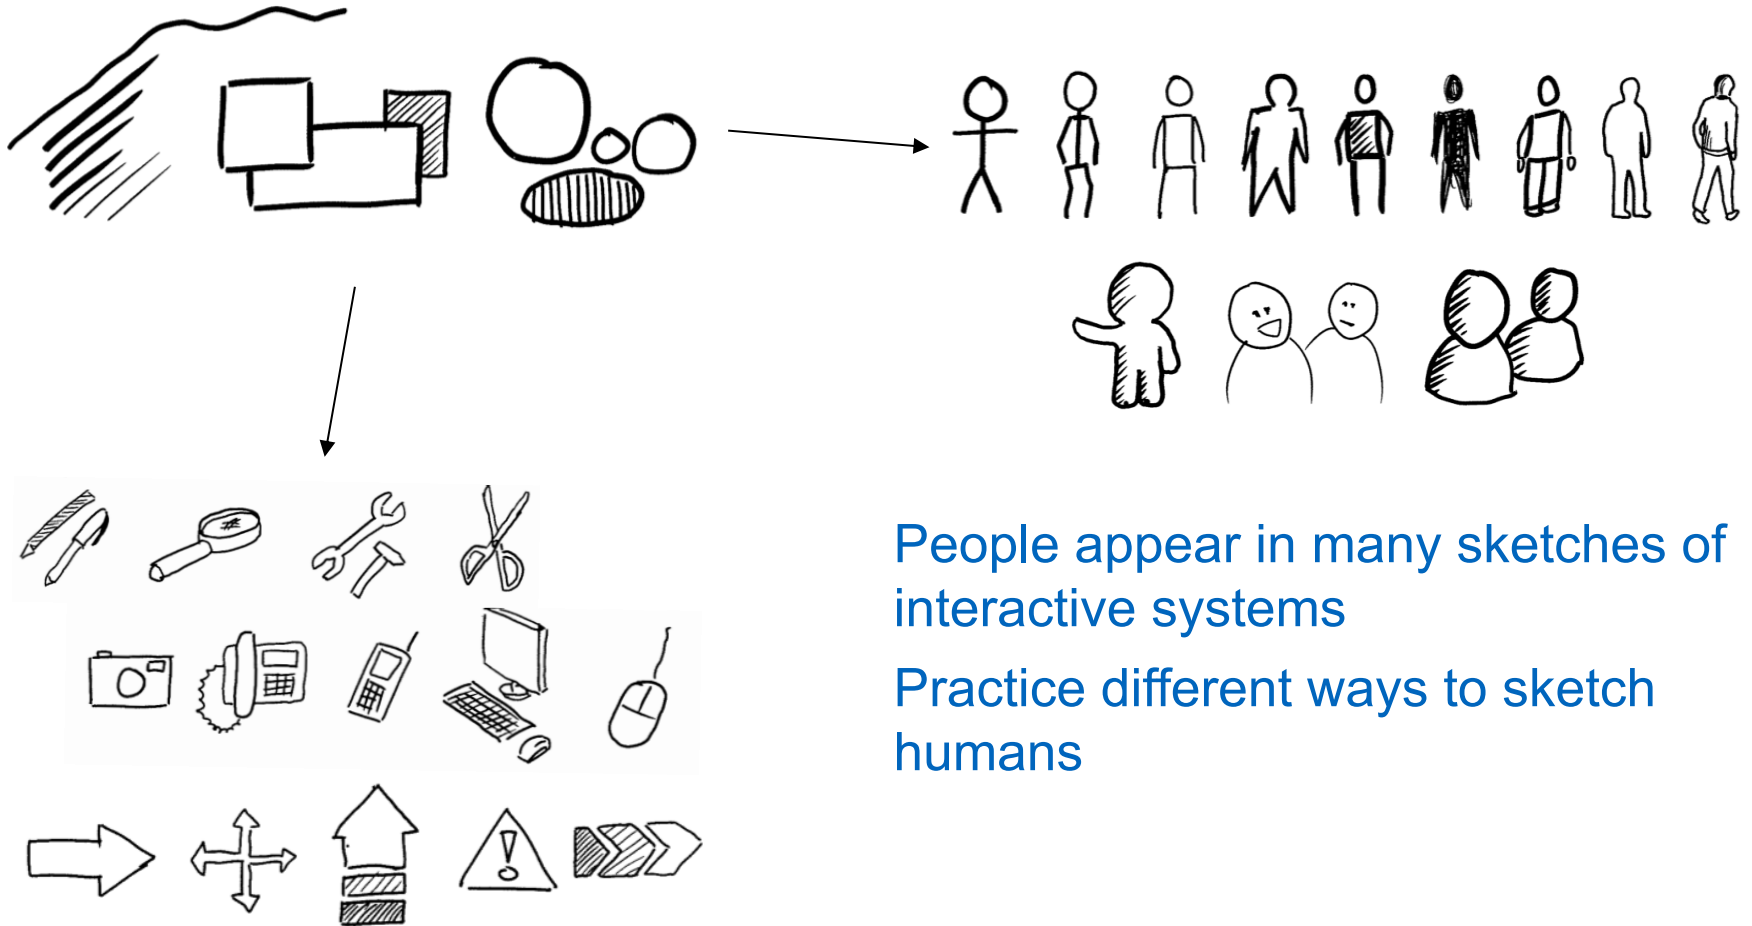 People appear in many sketches of
interactive systems
Practice different ways to sketch
humans